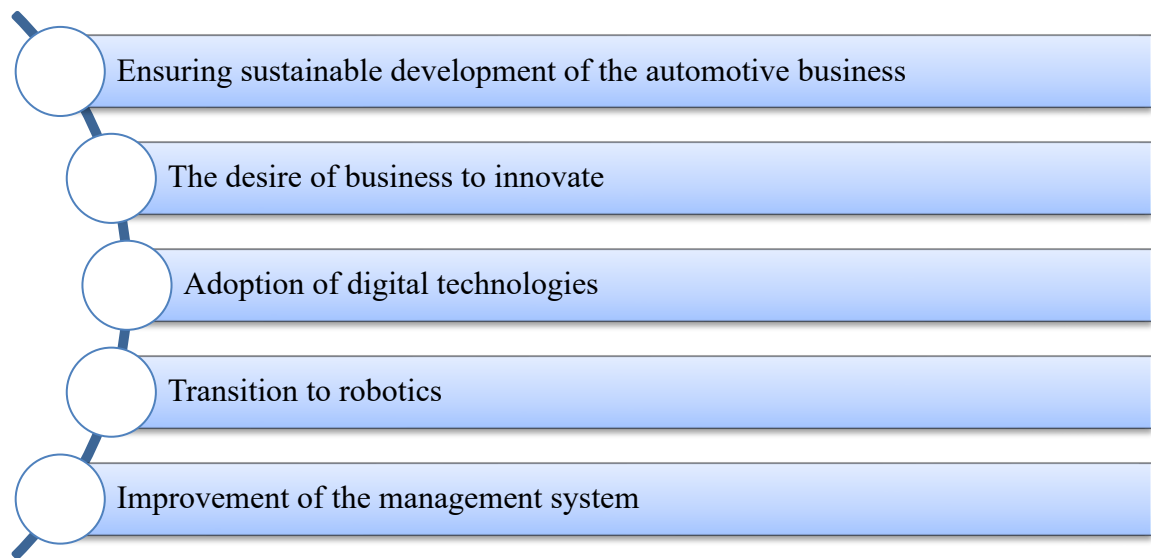 Ensuring sustainable development of the automotive business
The desire of business to innovate
Adoption of digital technologies
Transition to robotics
Improvement of the management system